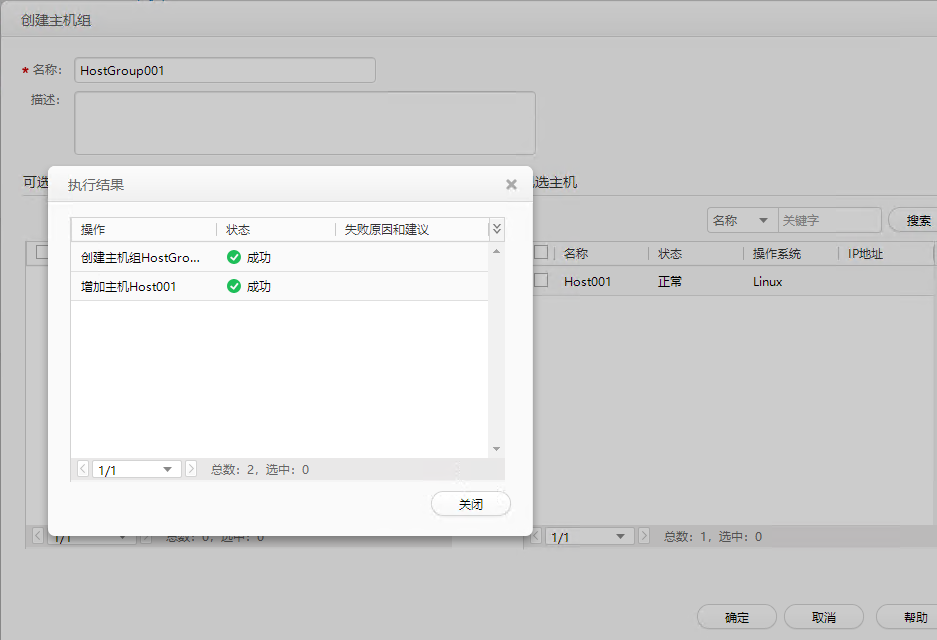 创建主机组
* 名称: HostGroup001
描述:
可选
选主机
执行结果
操作 状态 失败原因和建议
创建主机组HostGro... 成功
增加主机Host001 成功
1/1 总数: 2, 选中: 0
关闭
名称 关键字 搜索
名称 状态 操作系统 IP地址
Host001 正常 Linux
1/1 总数: 0, 选中: 0
1/1 总数: 1, 选中: 0
确定 取消 帮助